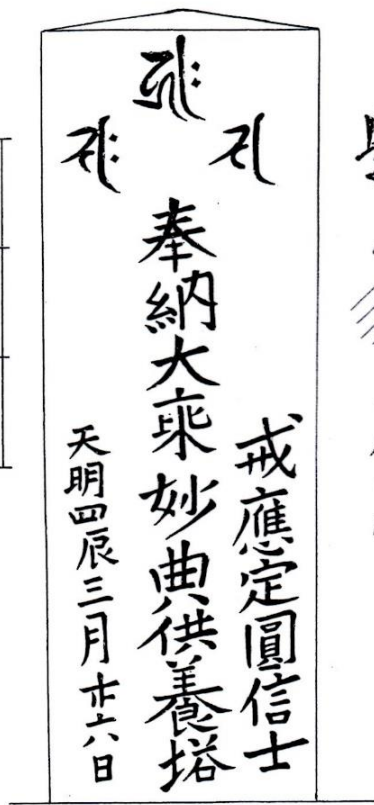 𑖮𑖿𑖨𑖱𑖾
𑖭
𑖭𑖾
戒應定圓信士
奉納大乗妙典供養塔
天明四辰三月廿六日